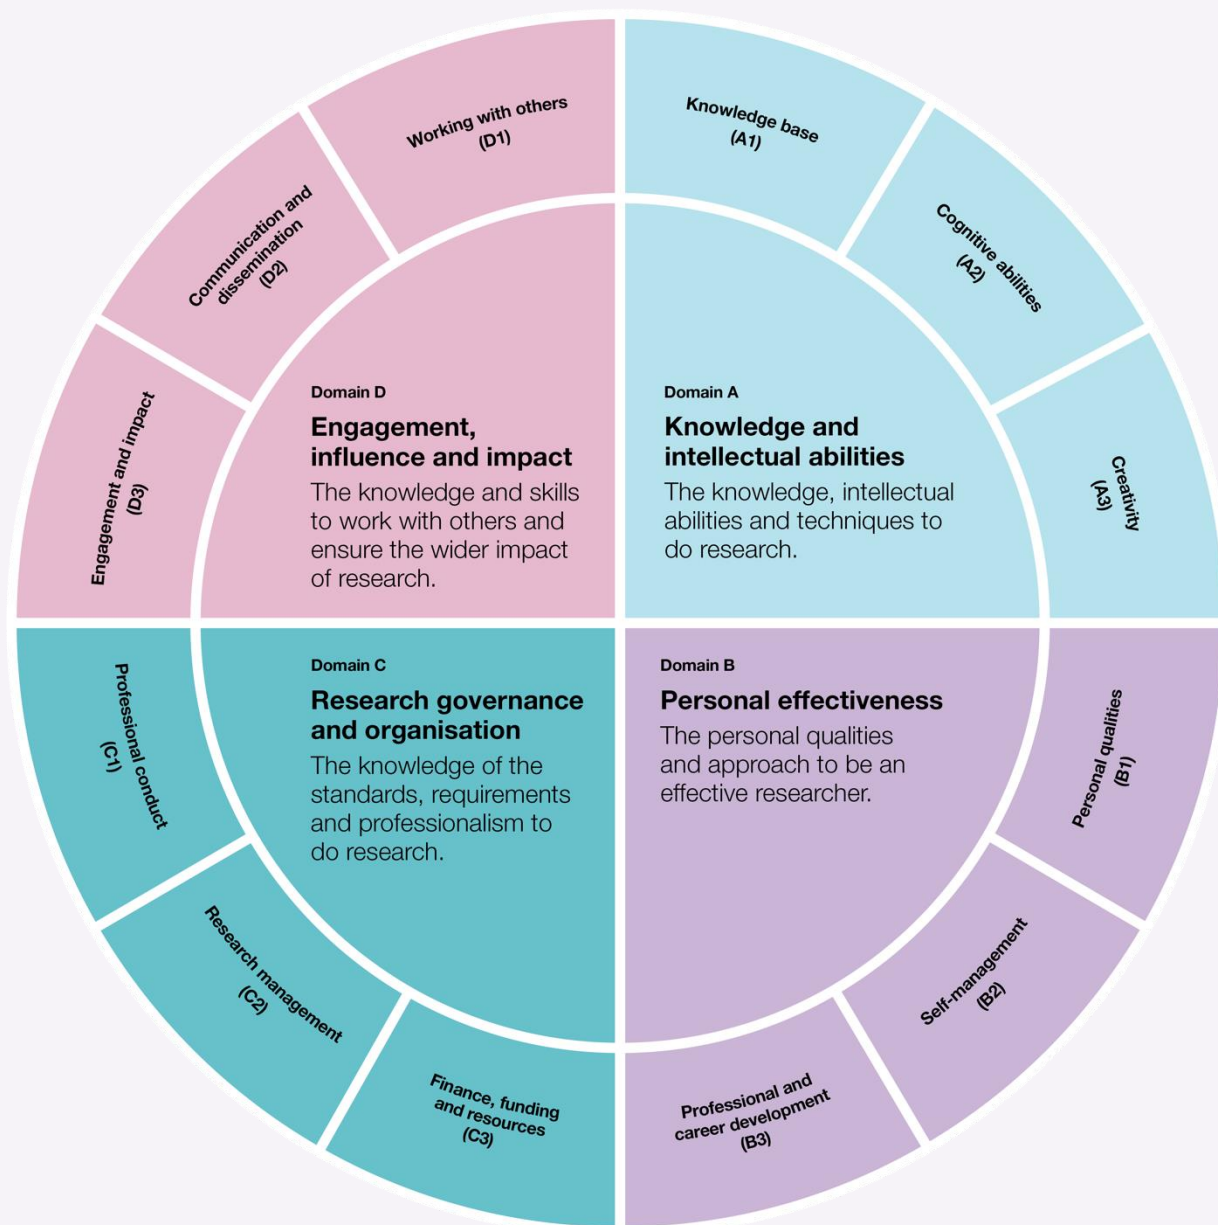 Working with others
(D1)
Communication and
dissemination
(D2)
Engagement and impact
(D3)
Domain D
Engagement,
influence and impact
The knowledge and skills
to work with others and
ensure the wider impact
of research.
Knowledge base
(A1)
Cognitive abilities
(A2)
Creativity
(A3)
Domain A
Knowledge and
intellectual abilities
The knowledge, intellectual
abilities and techniques to
do research.
Professional conduct
(C1)
Research management
(C2)
Finance, funding
and resources
(C3)
Domain C
Research governance
and organisation
The knowledge of the
standards, requirements
and professionalism to
do research.
Domain B
Personal effectiveness
The personal qualities
and approach to be an
effective researcher.
Personal qualities
(B1)
Self-management
(B2)
Professional and
career development
(B3)